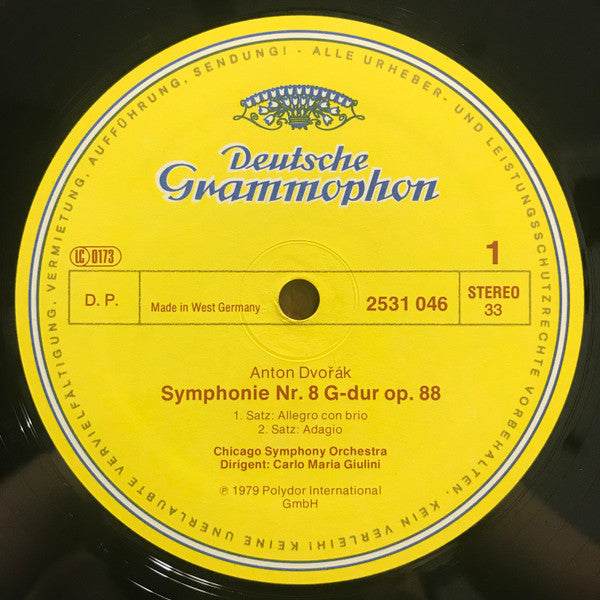 Deutsche
Grammophon
LC 0173
1
D. P.
Made in West Germany
2531 046
STEREO
33
Anton Dvořák
Symphonie Nr. 8 G-dur op. 88
1. Satz: Allegro con brio
2. Satz: Adagio
Chicago Symphony Orchestra
Dirigent: Carlo Maria Giulini
℗ 1979 Polydor International
GmbH
ALLE URHEBER- UND LEISTUNGSSCHUTZRECHTE VORBEHALTEN. KEIN VERLEIH! KEINE UNERLAUBTE VERVIELFÄLTIGUNG, VERMIETUNG, AUFFÜHRUNG, SENDUNG! -